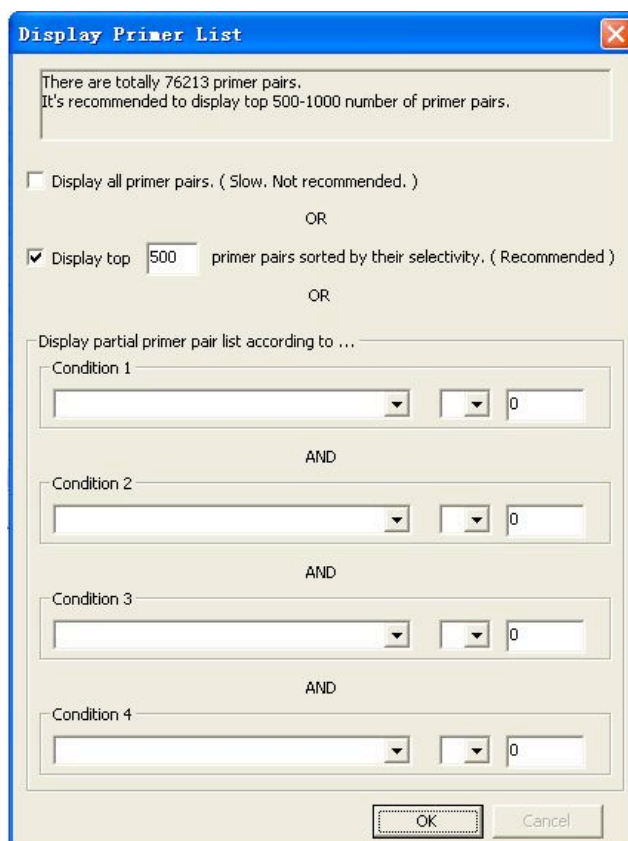 Display Primer List
There are totally 76213 primer pairs.
It's recommended to display top 500-1000 number of primer pairs.
Display all primer pairs. ( Slow. Not recommended. )
OR
Display top 500 primer pairs sorted by their selectivity. ( Recommended )
OR
Display partial primer pair list according to ...
Condition 1
0
AND
Condition 2
0
AND
Condition 3
0
AND
Condition 4
0
OK Cancel